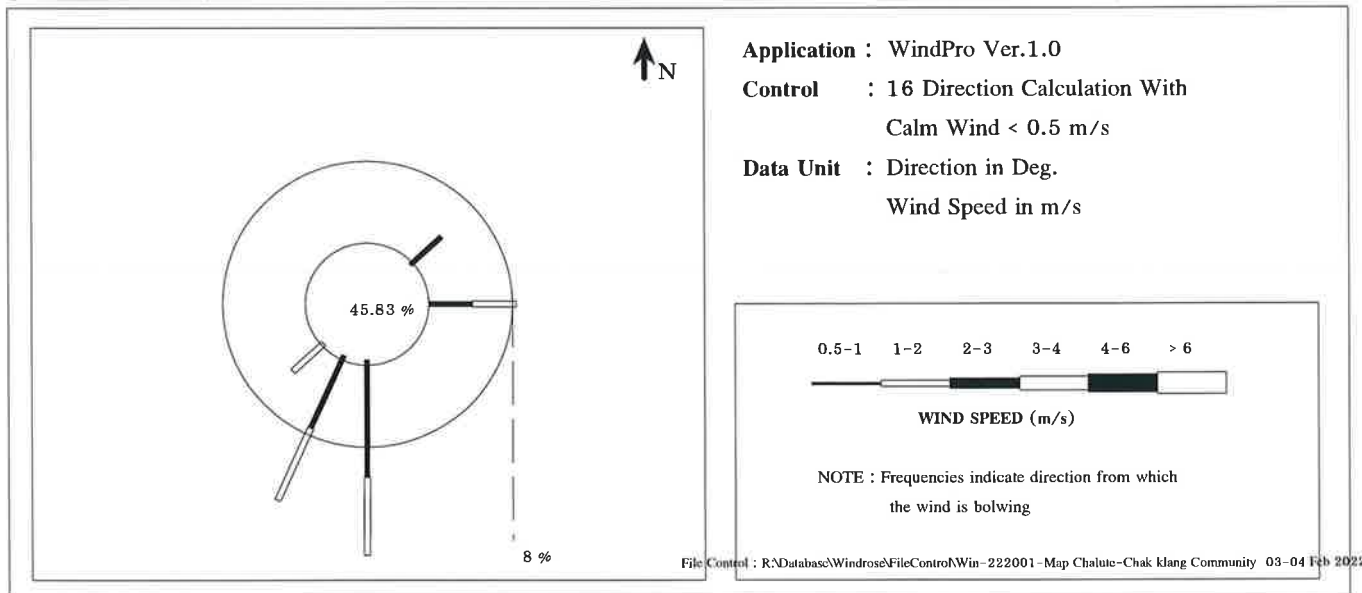 N
45.83 %
8 %
Application : WindPro Ver.1.0
Control : 16 Direction Calculation With
Calm Wind < 0.5 m/s
Data Unit : Direction in Deg.
Wind Speed in m/s
0.5-1 1-2 2-3 3-4 4-6 > 6
WIND SPEED (m/s)
NOTE : Frequencies indicate direction from which
the wind is bolwing
File Control : R:\Database\Windrose\FileControl\Win-222001-Map Chalute-Chak klang Community 03-04 Feb 2022